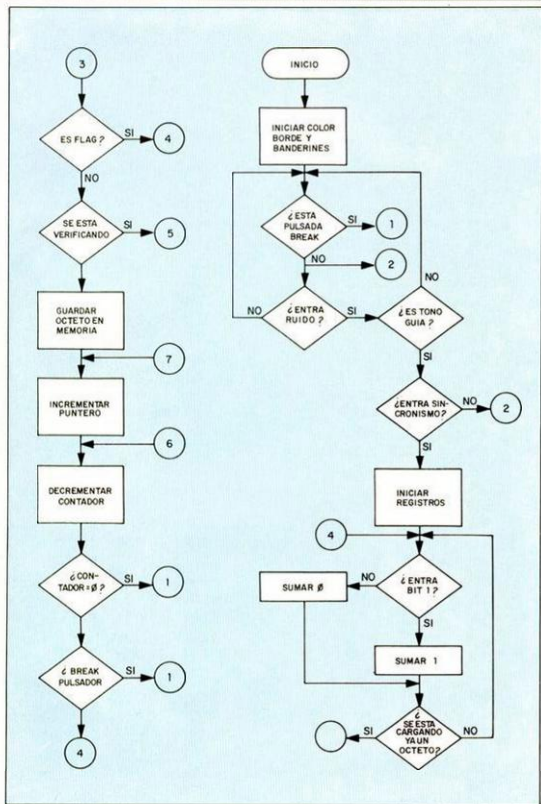 3
ES FLAG?
SI
4
NO
SE ESTA
VERIFICANDO
SI
5
GUARDAR
OCTETO EN
MEMORIA
7
INCREMENTAR
PUNTERO
6
DECREMENTAR
CONTADOR
¿CON-
TADOR=Ø?
SI
1
¿BREAK
PULSADOR
SI
1
4
INICIO
INICIAR COLOR
BORDE Y
BANDERINES
¿ESTA
PULSADA
BREAK
SI
1
NO
2
¿ENTRA
RUIDO?
NO
SI
¿ES TONO
GUIA?
NO
SI
¿ENTRA SIN-
CRONISMO?
NO
2
SI
INICIAR
REGISTROS
4
¿ENTRA
BIT 1?
NO
SUMAR Ø
SI
SUMAR 1
¿
SE ESTA
CARGANDO
YA UN
OCTETO?
SI
NO